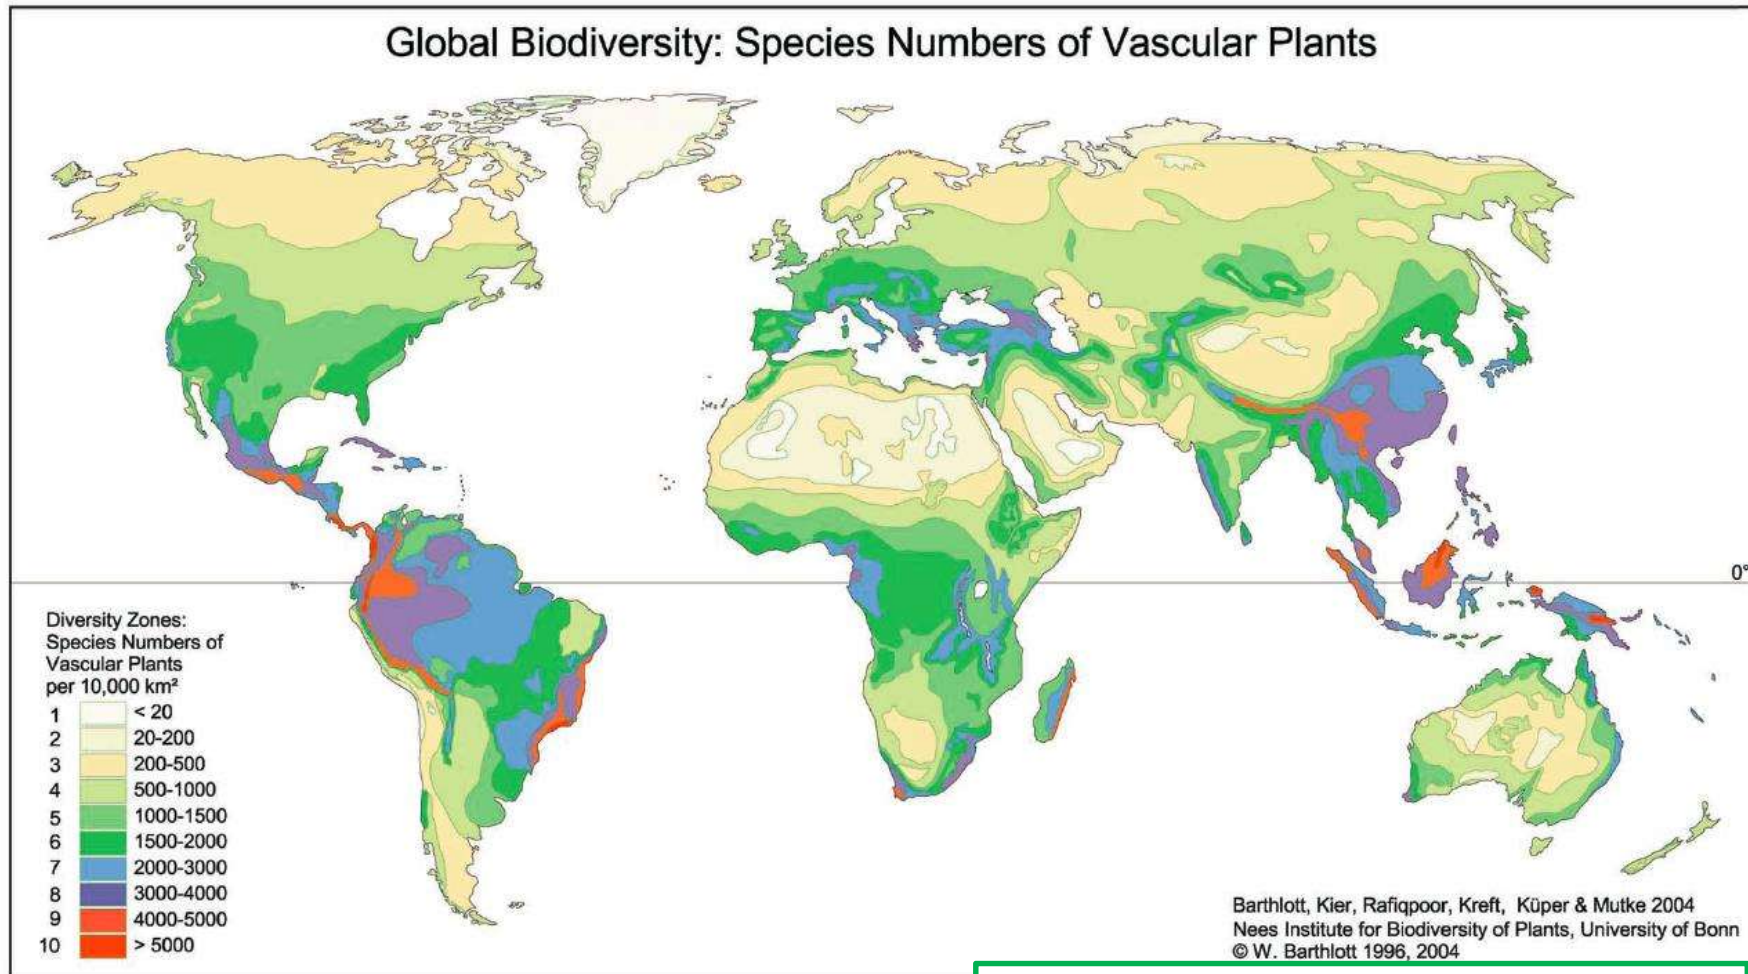 Global Biodiversity: Species Numbers of Vascular Plants
0°
Diversity Zones:
Species Numbers of
Vascular Plants
per 10,000 km²
1 < 20
2 20-200
3 200-500
4 500-1000
5 1000-1500
6 1500-2000
7 2000-3000
8 3000-4000
9 4000-5000
10 > 5000
Barthlott, Kier, Rafiqpoor, Kreft, Küper & Mutke 2004
Nees Institute for Biodiversity of Plants, University of Bonn
© W. Barthlott 1996, 2004